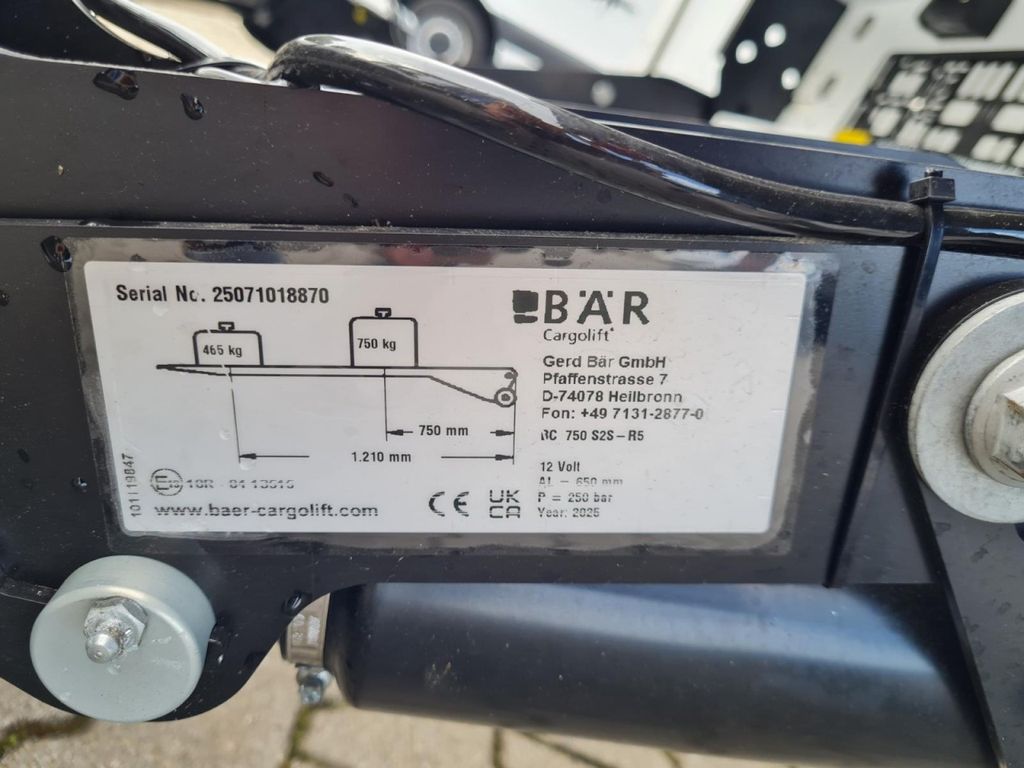 Serial No. 25071018870
465 kg
750 kg
750 mm
1.210 mm
www.baer-cargolift.com
CE
UK
CA
BÄR
Cargolift
Gerd Bär GmbH
Pfaffenstrasse 7
D-74078 Heilbronn
Fon: +49 7131-2877-0
BC 750 S2S-R5
12 Volt
AL = 650 mm
P = 250 bar
Year: 2025